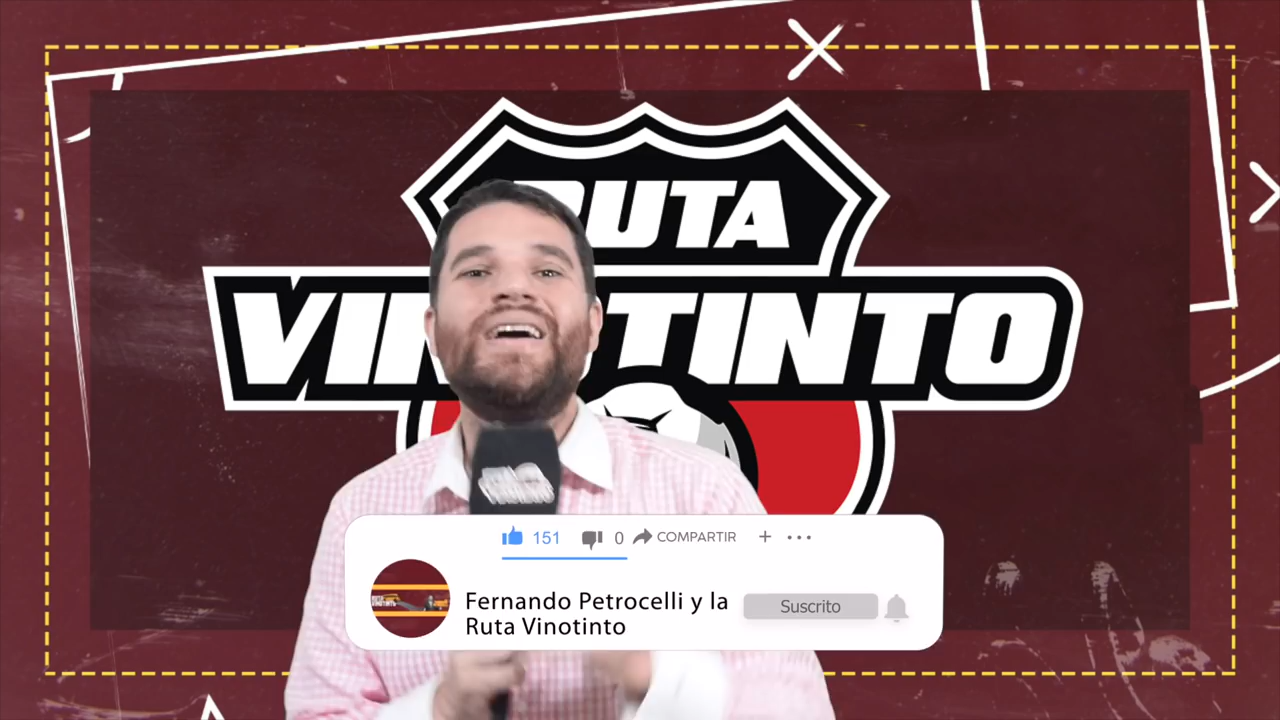 RUTA
VINOTINTO
151
0
COMPARTIR
Fernando Petrocelli y la
Ruta Vinotinto
Suscrito